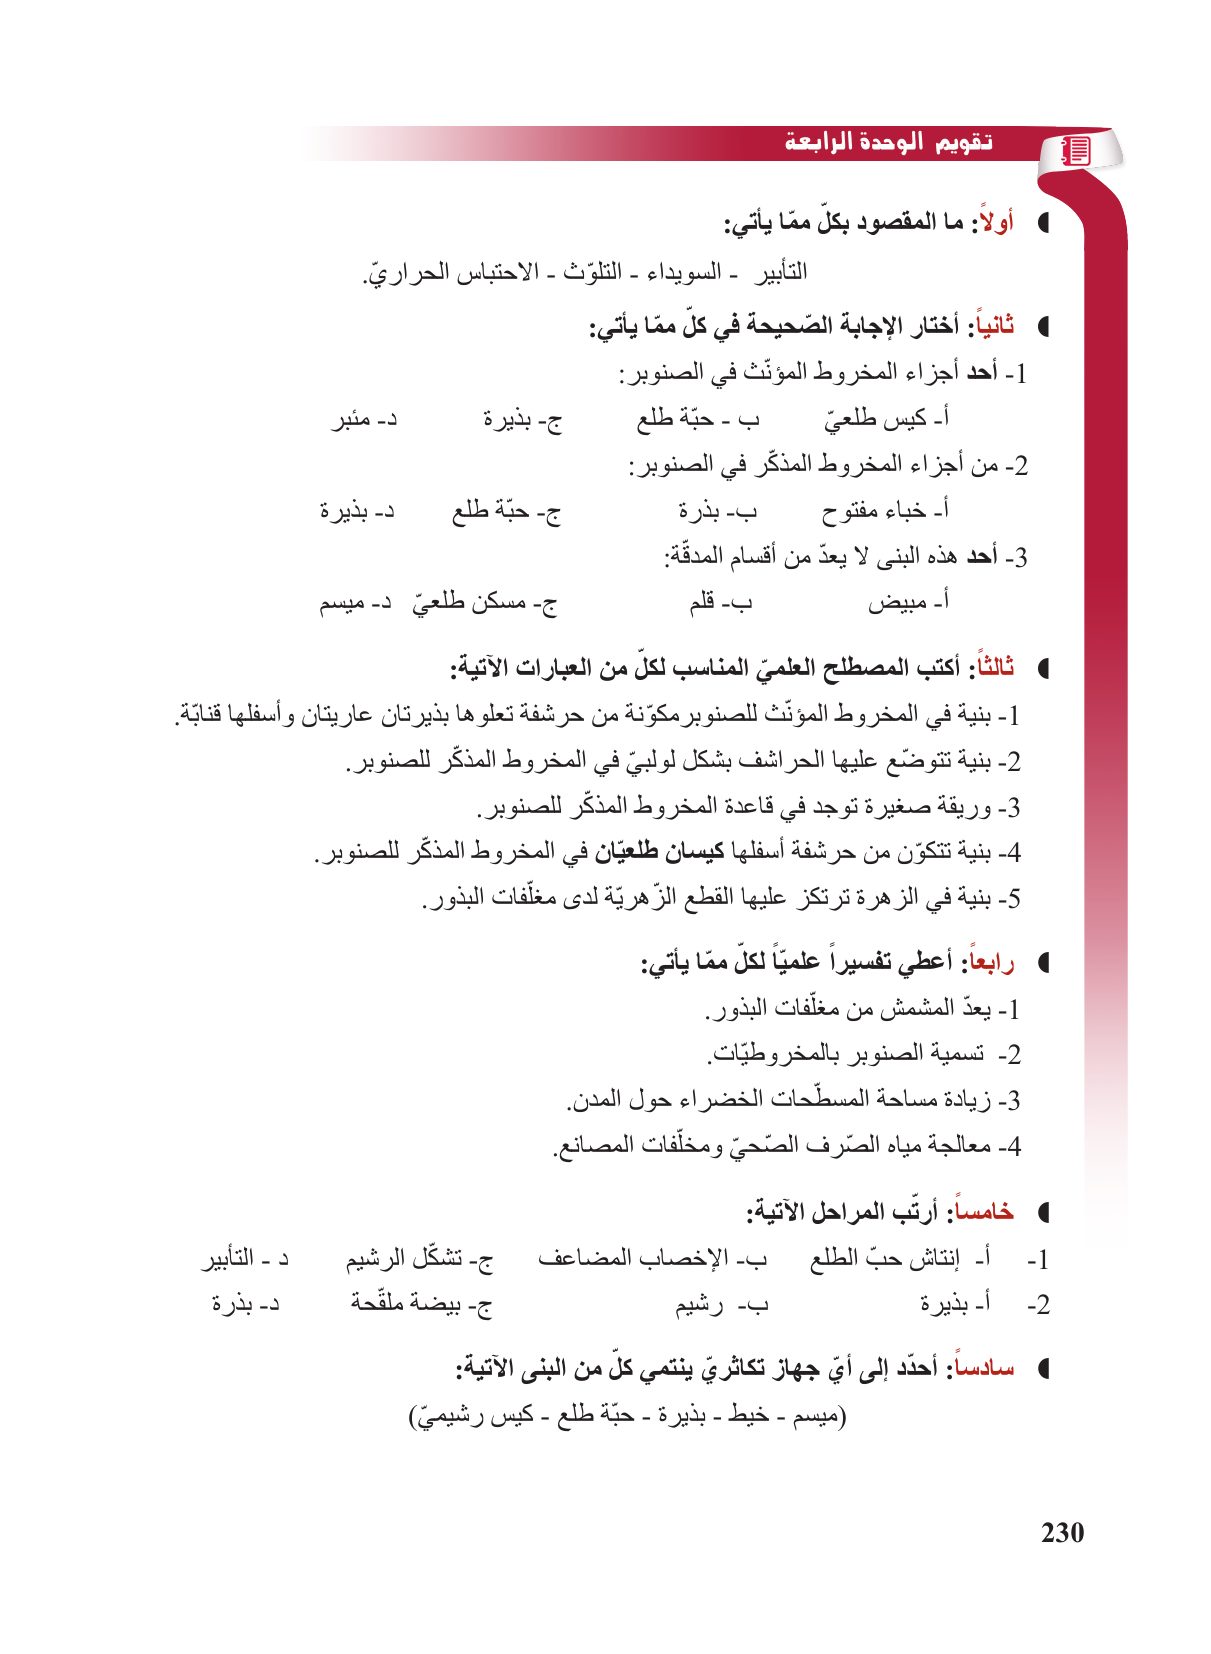 تقويم الوحدة الرابعة
أولاً: ما المقصود بكلّ ممّا يأتي:
التأبير - السويداء - التلوّث - الاحتباس الحراريّ.
ثانياً: أختار الإجابة الصّحيحة في كلّ ممّا يأتي:
1- أحد أجزاء المخروط المؤنّث في الصنوبر:
أ- كيس طلعيّ ب - حبّة طلع ج- بذيرة د- مئبر
2- من أجزاء المخروط المذكّر في الصنوبر:
أ- خباء مفتوح ب- بذرة ج- حبّة طلع د- بذيرة
3- أحد هذه البنى لا يعدّ من أقسام المدقّة:
أ- مبيض ب- قلم ج- مسكن طلعيّ د- ميسم
ثالثاً: أكتب المصطلح العلميّ المناسب لكلّ من العبارات الآتية:
1- بنية في المخروط المؤنّث للصنوبرمكوّنة من حرشفة تعلوها بذيرتان عاريتان وأسفلها قنابّة.
2- بنية تتوضّع عليها الحراشف بشكل لولبيّ في المخروط المذكّر للصنوبر.
3- وريقة صغيرة توجد في قاعدة المخروط المذكّر للصنوبر.
4- بنية تتكوّن من حرشفة أسفلها كيسان طلعيّان في المخروط المذكّر للصنوبر.
5- بنية في الزهرة ترتكز عليها القطع الزّهريّة لدى مغلّفات البذور.
رابعاً: أعطي تفسيراً علميّاً لكلّ ممّا يأتي:
1- يعدّ المشمش من مغلّفات البذور.
2- تسمية الصنوبر بالمخروطيّات.
3- زيادة مساحة المسطّحات الخضراء حول المدن.
4- معالجة مياه الصّرف الصّحيّ ومخلّفات المصانع.
خامساً: أرتّب المراحل الآتية:
1- أ- إنتاش حبّ الطلع ب- الإخصاب المضاعف ج- تشكّل الرشيم د - التأبير
2- أ- بذيرة ب- رشيم ج- بيضة ملقّحة د- بذرة
سادساً: أحدّد إلى أيّ جهاز تكاثريّ ينتمي كلّ من البنى الآتية:
(ميسم - خيط - بذيرة - حبّة طلع - كيس رشيميّ)
230